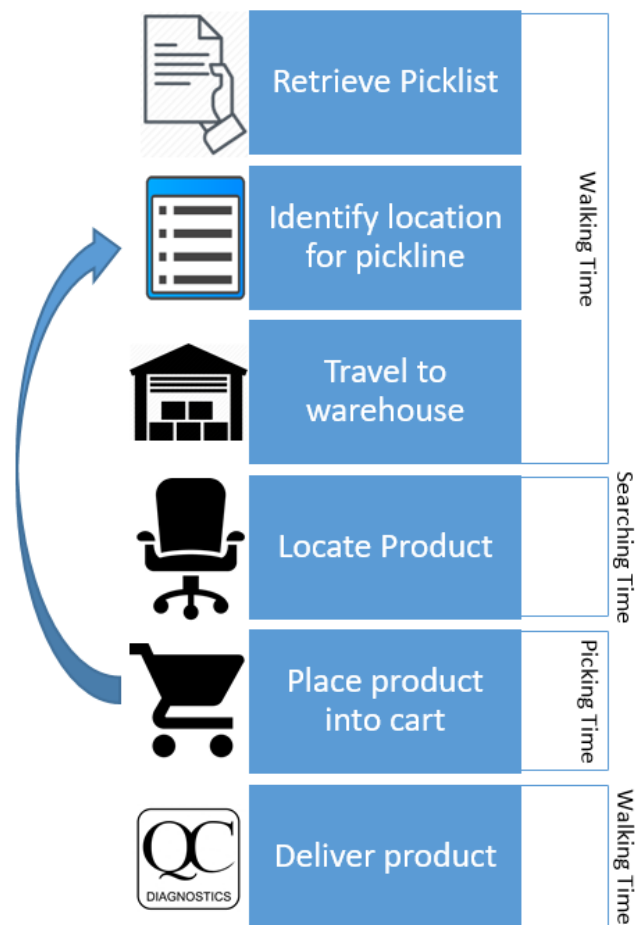 Retrieve Picklist
Walking Time
Identify location
for pickline
Travel to
warehouse
Locate Product
Searching Time
Place product
into cart
Picking Time
QC
DIAGNOSTICS
Deliver product
Walking Time